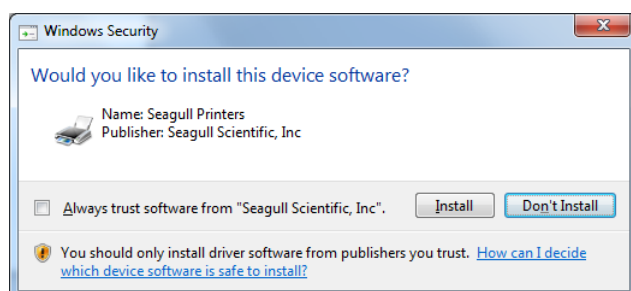 Windows Security
Would you like to install this device software?
Name: Seagull Printers
Publisher: Seagull Scientific, Inc
Always trust software from "Seagull Scientific, Inc".
Install
Don't Install
You should only install driver software from publishers you trust. How can I decide
which device software is safe to install?